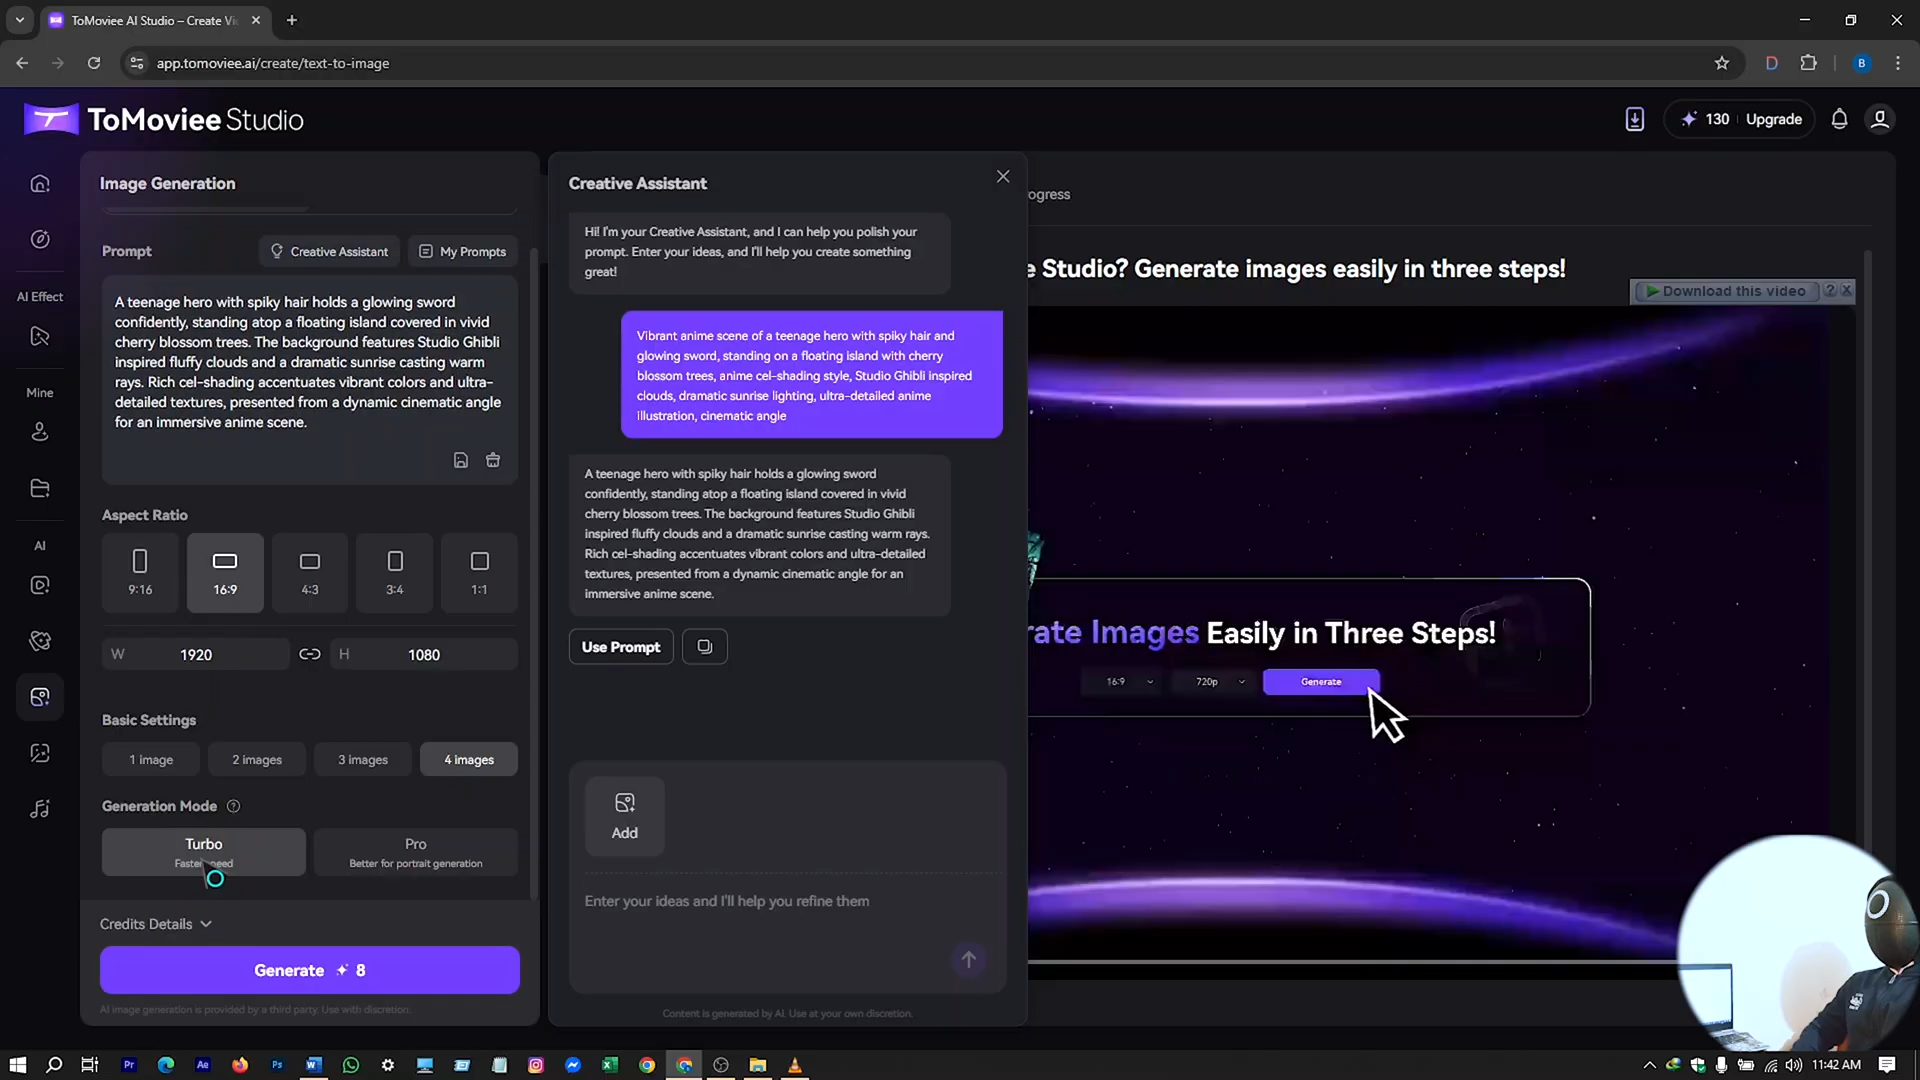 ToMoviee AI Studio – Create Vi
app.tomoviee.ai/create/text-to-image
D
B
ToMoviee Studio
130
Upgrade
Image Generation
Prompt
Creative Assistant
My Prompts
A teenage hero with spiky hair holds a glowing sword
confidently, standing atop a floating island covered in vivid
cherry blossom trees. The background features Studio Ghibli
inspired fluffy clouds and a dramatic sunrise casting warm
rays. Rich cel-shading accentuates vibrant colors and ultra-
detailed textures, presented from a dynamic cinematic angle
for an immersive anime scene.
Aspect Ratio
9:16
16:9
4:3
3:4
1:1
W 1920
H 1080
Basic Settings
1 image
2 images
3 images
4 images
Generation Mode
Turbo
Pro
Better for portrait generation
Credits Details
Generate 8
AI image generation is provided by a third party. Use with discretion.
AI Effect
Mine
AI
Creative Assistant
Hi! I'm your Creative Assistant, and I can help you polish your
prompt. Enter your ideas, and I'll help you create something
great!
Vibrant anime scene of a teenage hero with spiky hair and
glowing sword, standing on a floating island with cherry
blossom trees, anime cel-shading style, Studio Ghibli inspired
clouds, dramatic sunrise lighting, ultra-detailed anime
illustration, cinematic angle
A teenage hero with spiky hair holds a glowing sword
confidently, standing atop a floating island covered in vivid
cherry blossom trees. The background features Studio Ghibli
inspired fluffy clouds and a dramatic sunrise casting warm rays.
Rich cel-shading accentuates vibrant colors and ultra-detailed
textures, presented from a dynamic cinematic angle for an
immersive anime scene.
Use Prompt
Add
Enter your ideas and I'll help you refine them
Content is generated by AI. Use at your own discretion.
ogress
e Studio? Generate images easily in three steps!
Download this video
?
rate Images Easily in Three Steps!
16:9
720p
Generate
Pr
Ae
Ps
11:42 AM